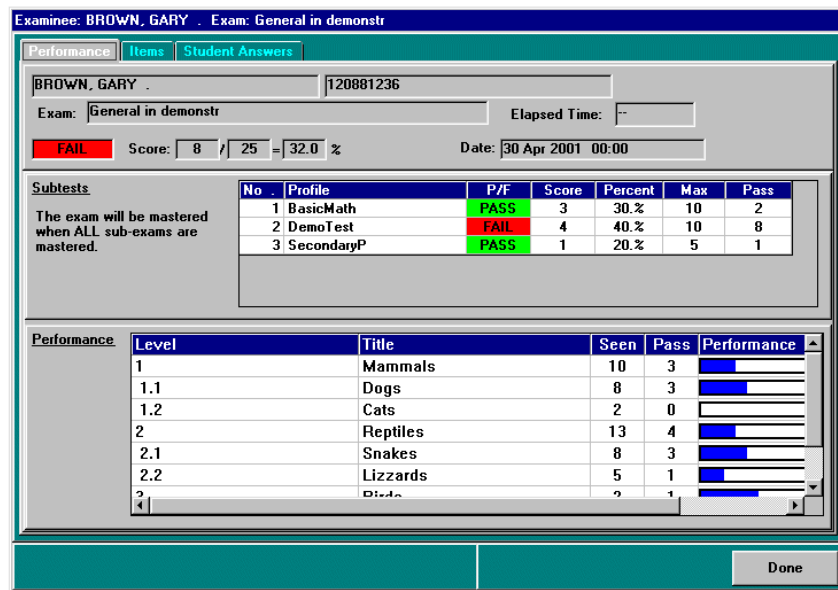 Examinee: BROWN, GARY . Exam: General in demonstr
Performance Items Student Answers
BROWN, GARY . 120881236
Exam: General in demonstr Elapsed Time: --
FAIL Score: 8 / 25 = 32.0 % Date: 30 Apr 2001 00:00
Subtests
The exam will be mastered
when ALL sub-exams are
mastered.
No . Profile P/F Score Percent Max Pass
1 BasicMath PASS 3 30.% 10 2
2 DemoTest FAIL 4 40.% 10 8
3 SecondaryP PASS 1 20.% 5 1
Performance
Level Title Seen Pass Performance
1 Mammals 10 3
1.1 Dogs 8 3
1.2 Cats 2 0
2 Reptiles 13 4
2.1 Snakes 8 3
2.2 Lizzards 5 1
3 Birds 2 1
Done